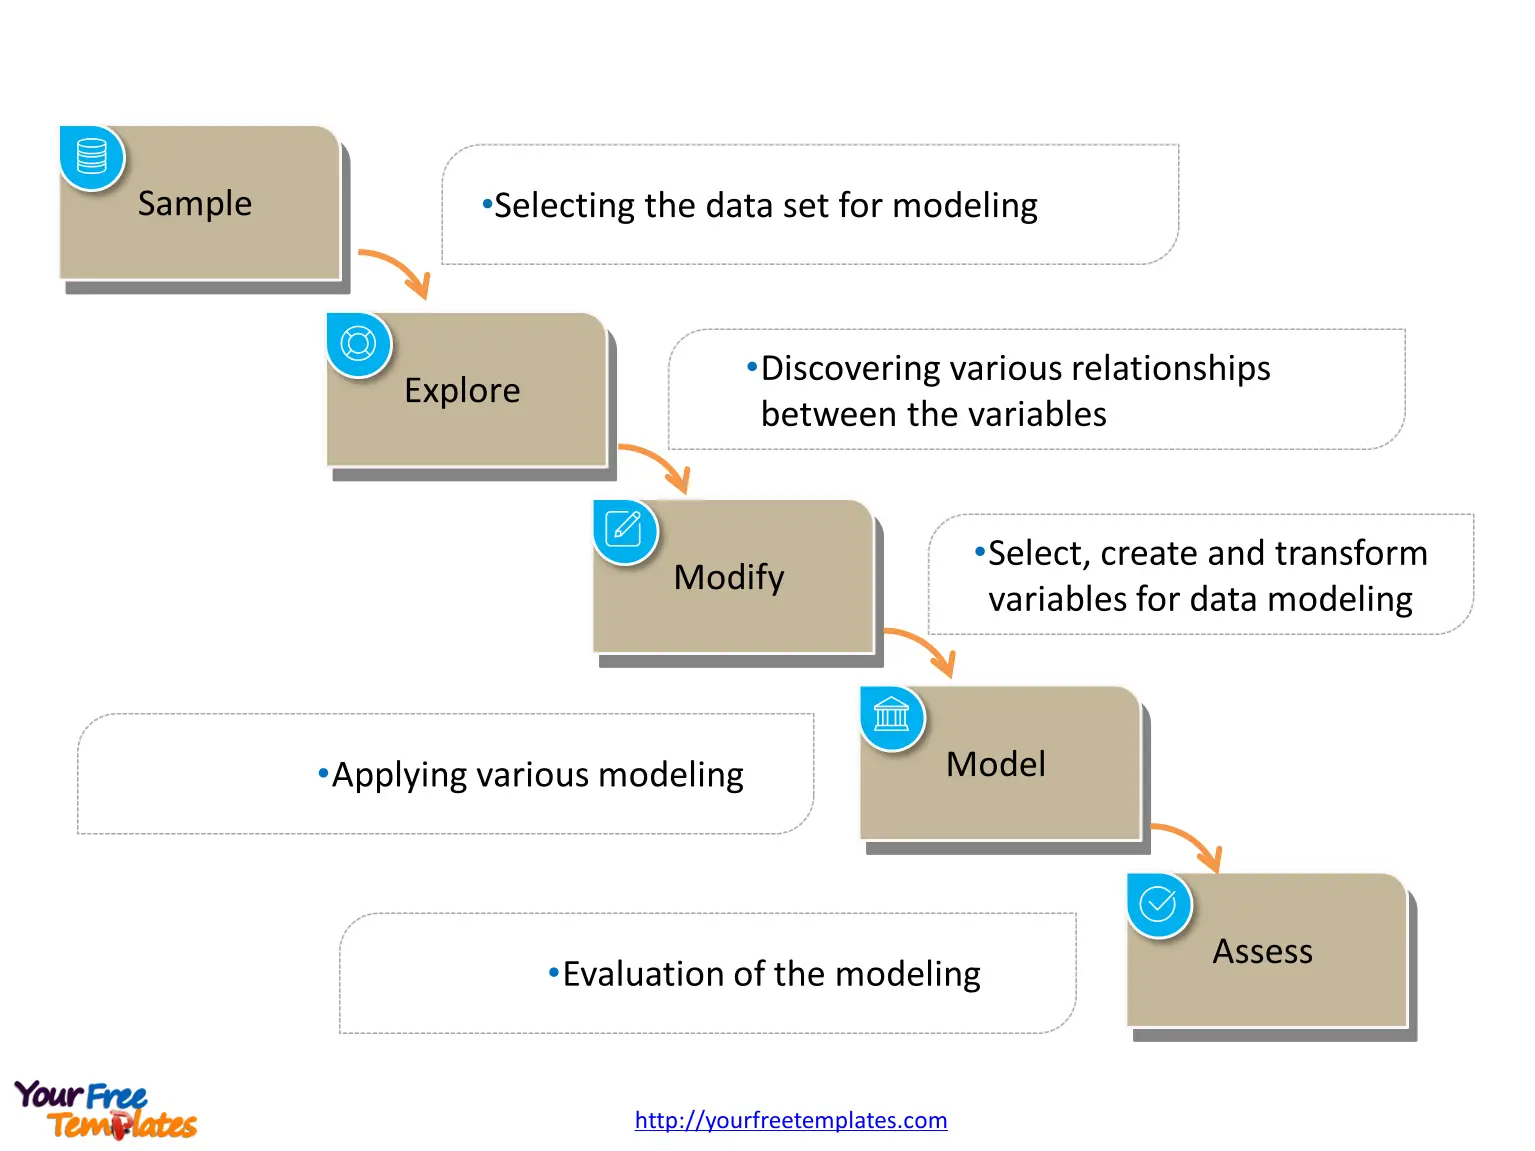 Sample
•Selecting the data set for modeling
Explore
•Discovering various relationships
between the variables
Modify
•Select, create and transform
variables for data modeling
Model
•Applying various modeling
Assess
•Evaluation of the modeling
Your Free
Templates
http://yourfreetemplates.com